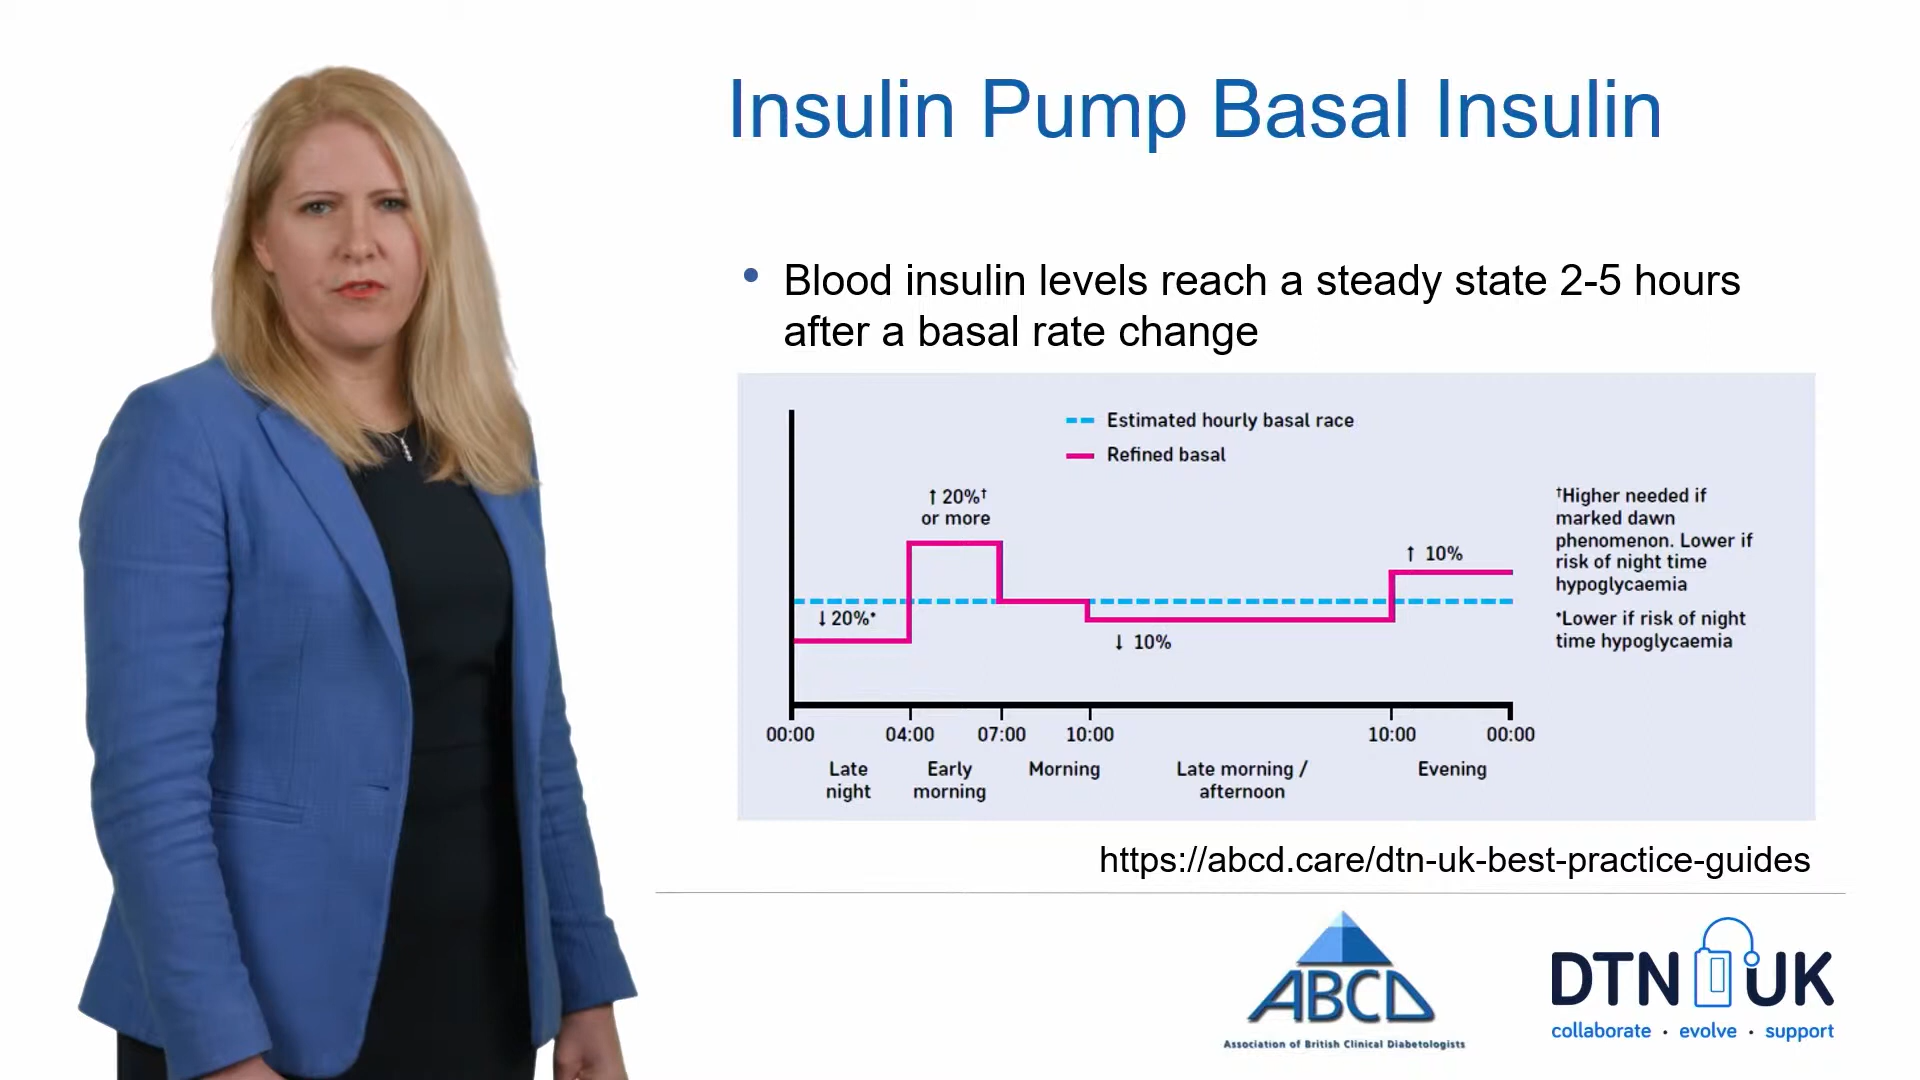 Insulin Pump Basal Insulin
• Blood insulin levels reach a steady state 2-5 hours
after a basal rate change
Estimated hourly basal race
Refined basal
↑ 20%†
or more
↓ 20%*
↓ 10%
↑ 10%
†Higher needed if
marked dawn
phenomenon. Lower if
risk of night time
hypoglycaemia
*Lower if risk of night
time hypoglycaemia
00:00 04:00 07:00 10:00 10:00 00:00
Late
night
Early
morning
Morning
Late morning /
afternoon
Evening
https://abcd.care/dtn-uk-best-practice-guides
ABCD
Association of British Clinical Diabetologists
DTN UK
collaborate · evolve · support